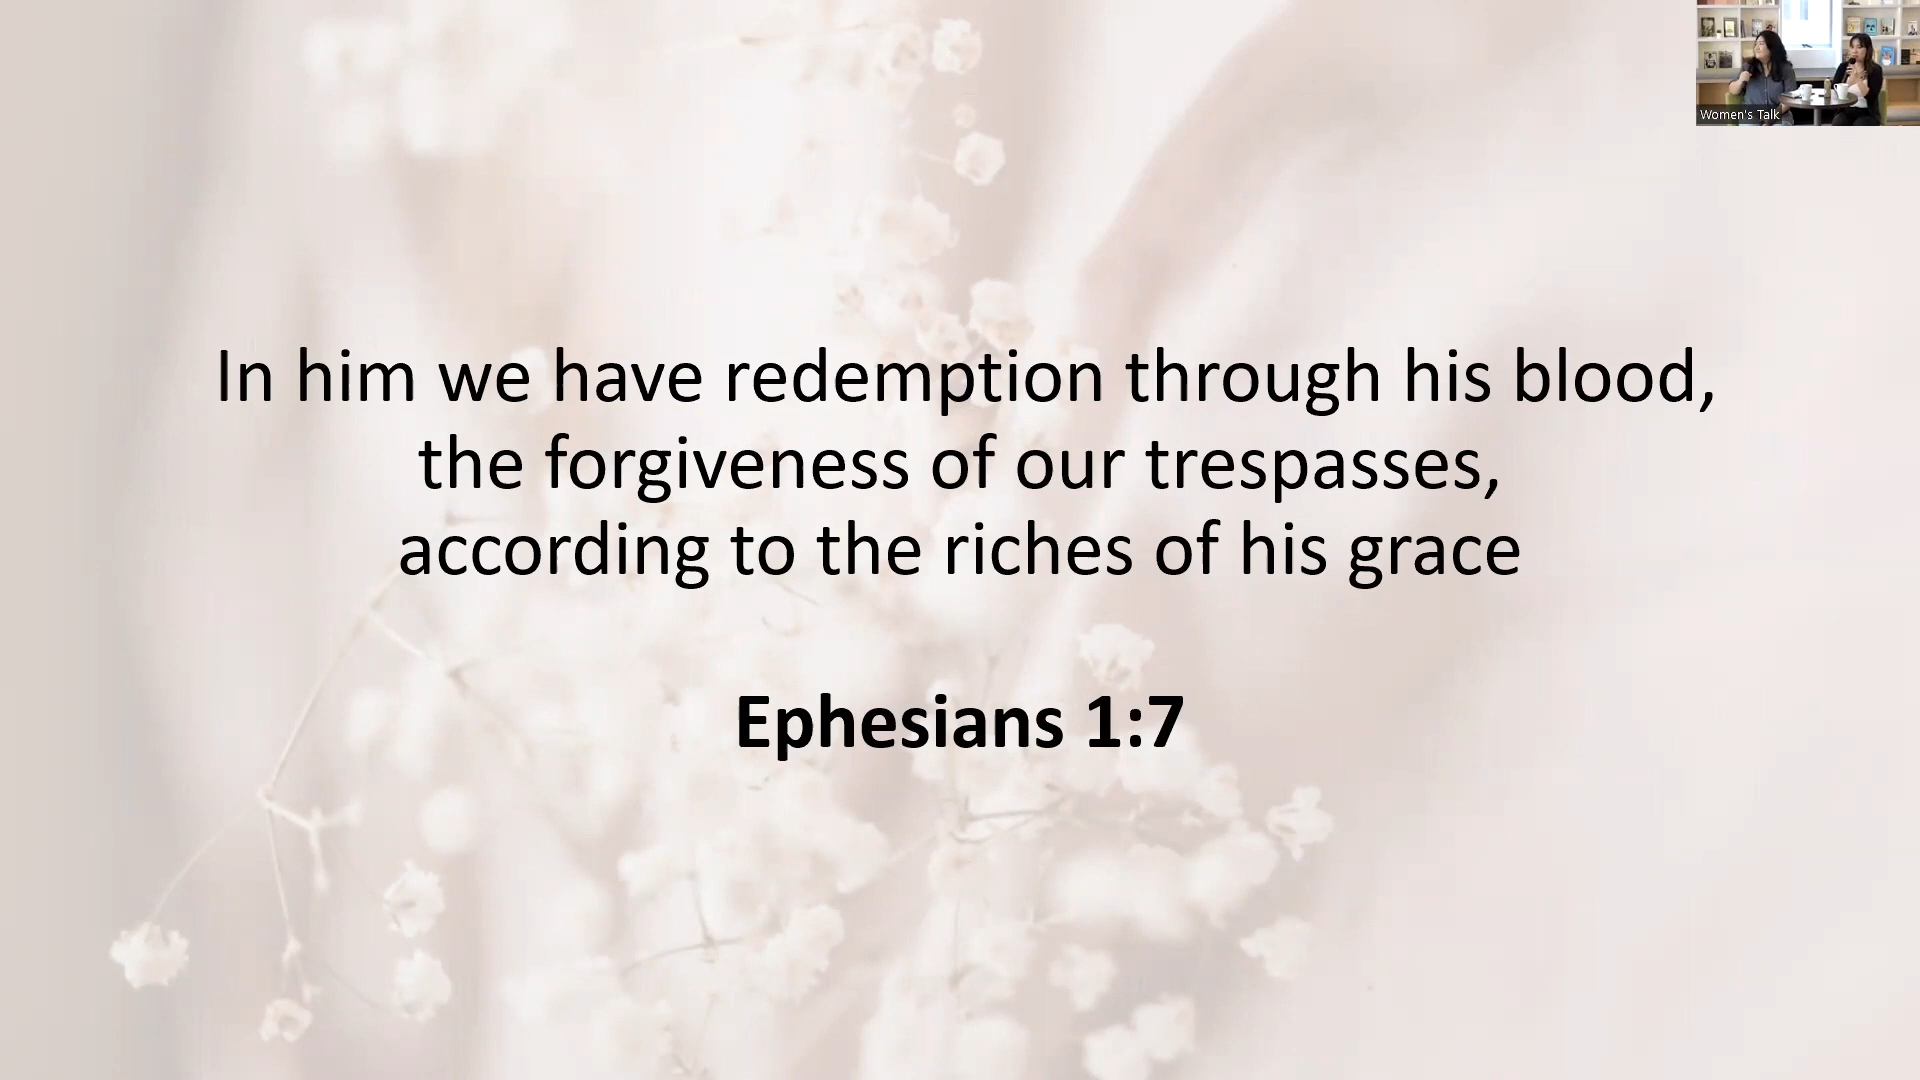 Women's Talk
In him we have redemption through his blood,
the forgiveness of our trespasses,
according to the riches of his grace
Ephesians 1:7